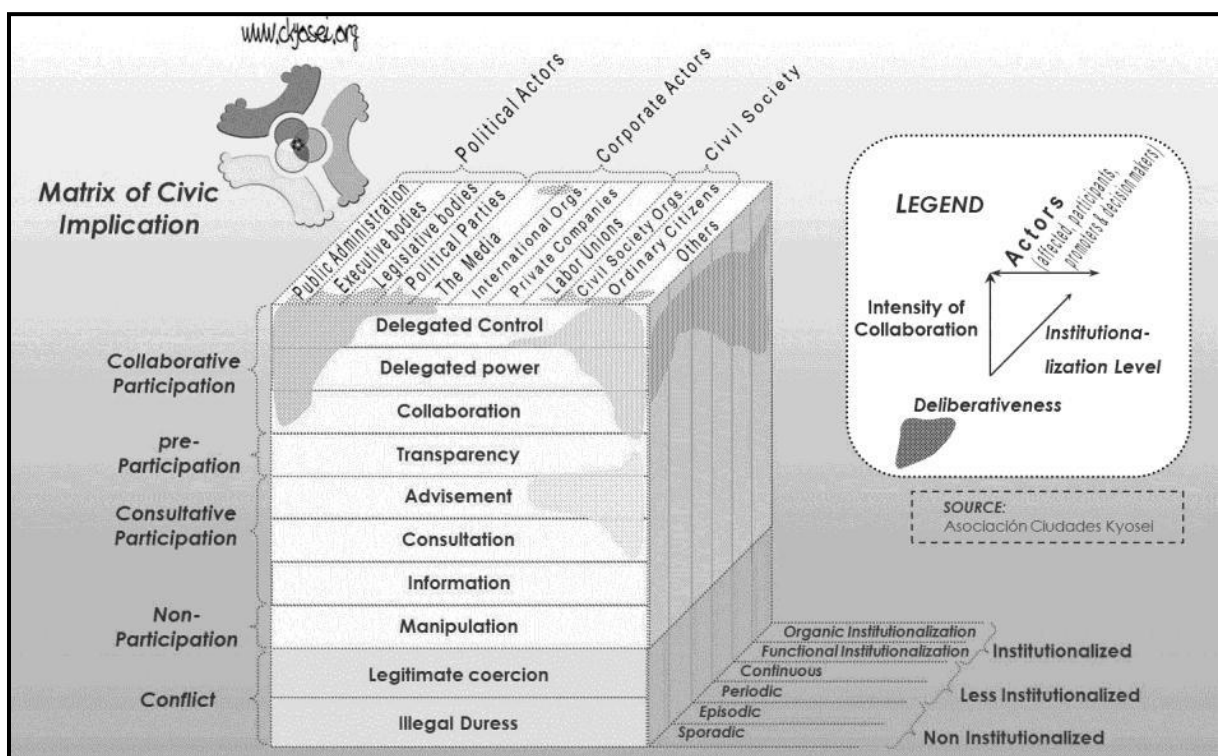 www.ckyosei.org
Matrix of Civic
Implication
Political Actors
Corporate Actors
Civil Society
Public Administration
Executive bodies
Legislative bodies
Political Parties
The Media
International Orgs.
Private Companies
Labor Unions
Civil Society Orgs.
Ordinary Citizens
Others
Collaborative
Participation
Delegated Control
Delegated power
Collaboration
pre-
Participation
Transparency
Consultative
Participation
Advisement
Consultation
Information
Non-
Participation
Manipulation
Conflict
Legitimate coercion
Illegal Duress
Organic Institutionalization
Functional Institutionalization
Continuous
Periodic
Episodic
Sporadic
Institutionalized
Less Institutionalized
Non Institutionalized
LEGEND
Actors
(affected, participants,
promoters & decision makers)
Intensity of
Collaboration
Institutiona-
lization Level
Deliberativeness
SOURCE:
Asociación Ciudades Kyosei